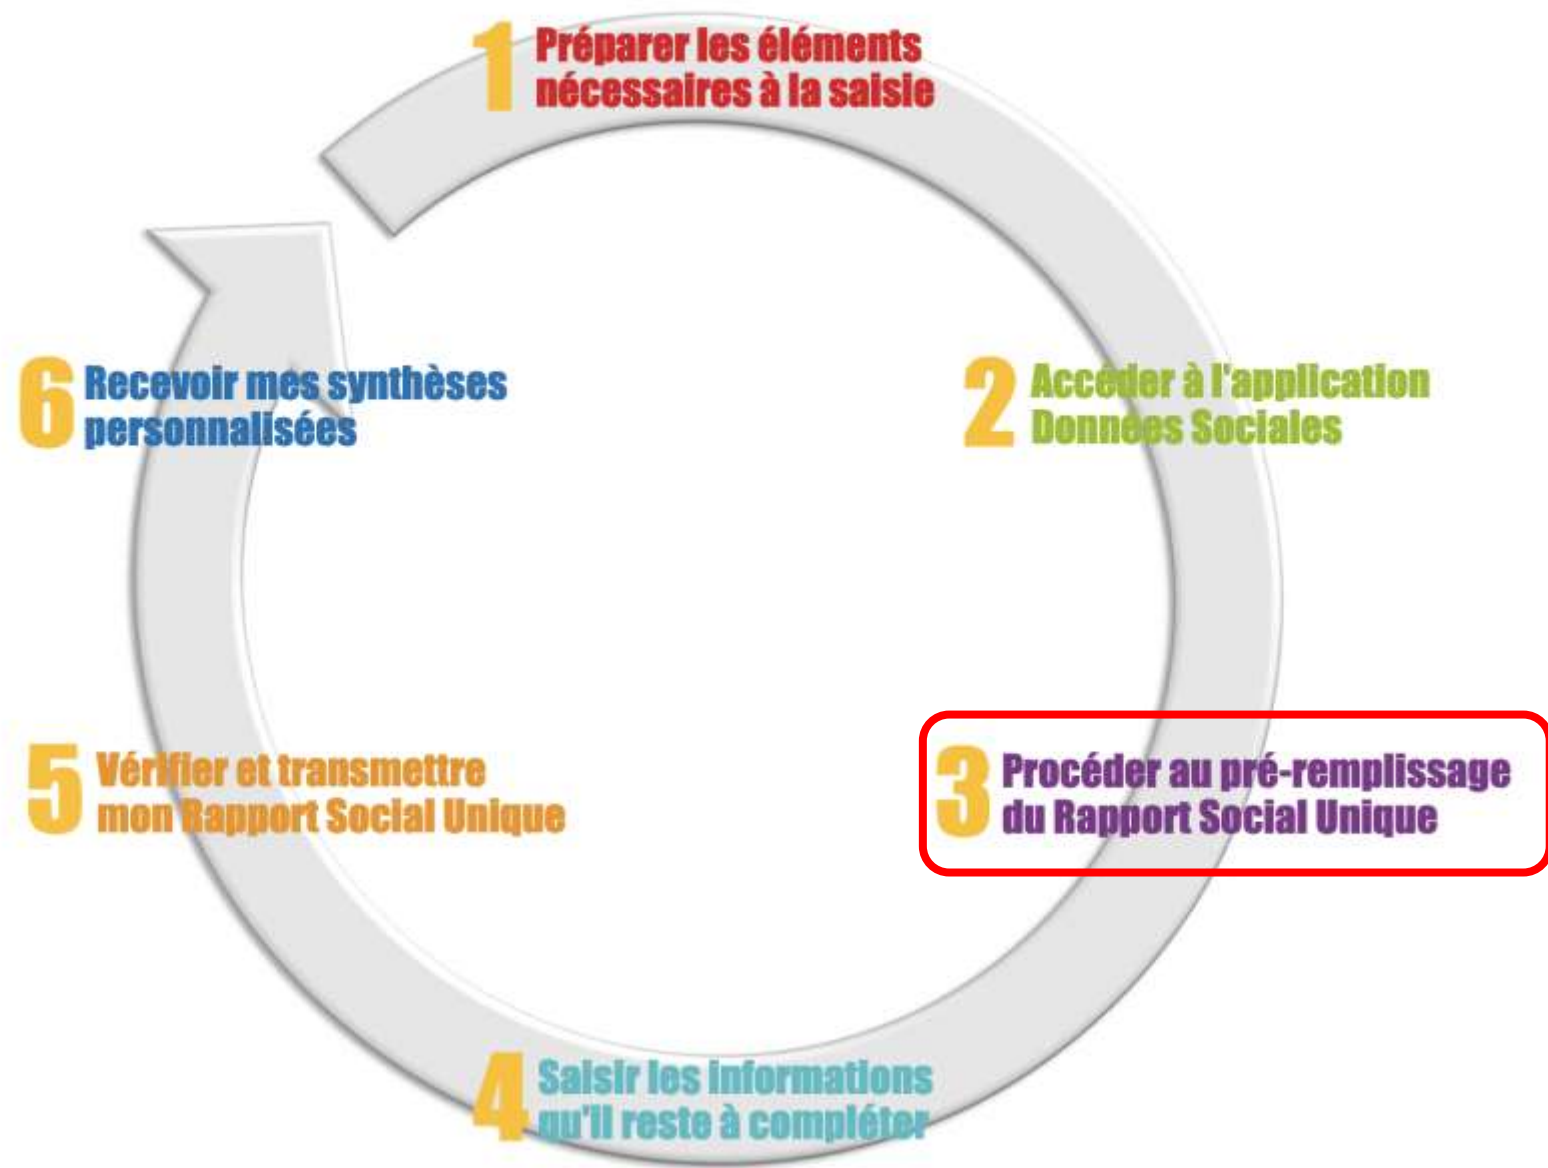 1 Préparer les éléments
nécessaires à la saisie
2 Accéder à l'application
Données Sociales
3 Procéder au pré-remplissage
du Rapport Social Unique
4 Saisir les informations
qu'il reste à compléter
5 Vérifier et transmettre
mon Rapport Social Unique
6 Recevoir mes synthèses
personnalisées